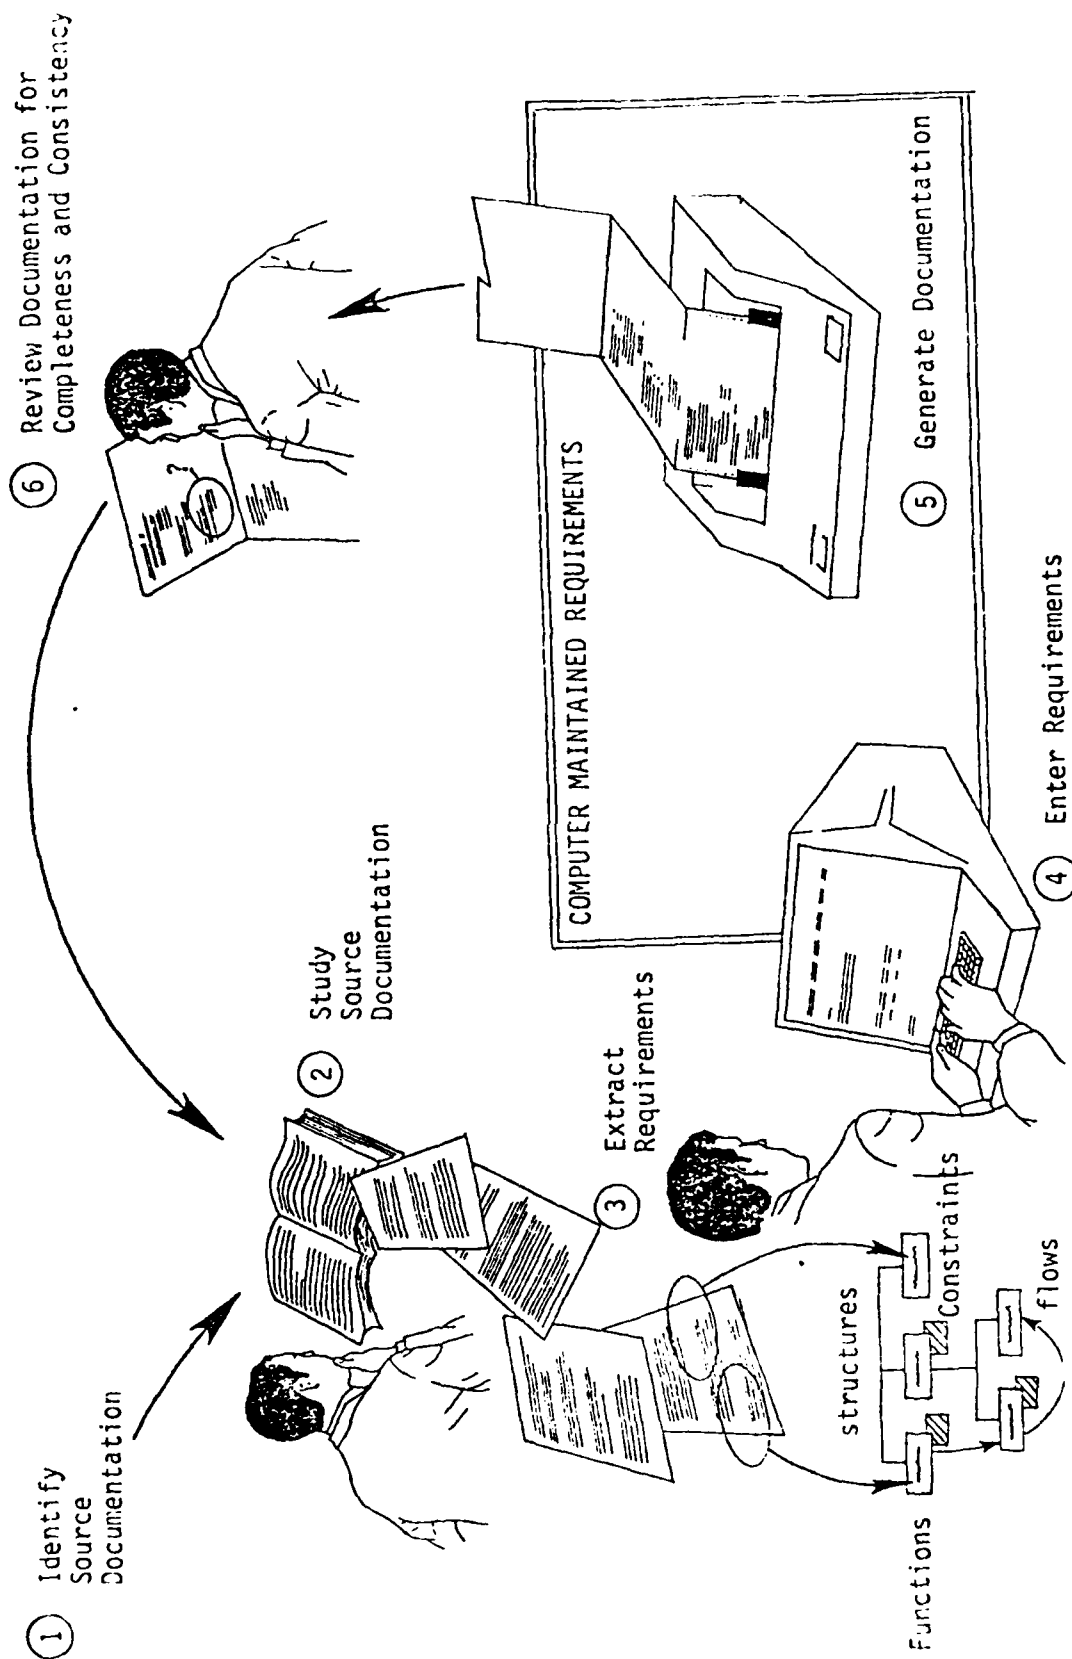 1 Identify
Source
Documentation
2 Study
Source
Documentation
3 Extract
Requirements
Functions
structures
Constraints
flows
4 Enter Requirements
COMPUTER MAINTAINED REQUIREMENTS
5 Generate Documentation
6 Review Documentation for
Completeness and Consistency
?